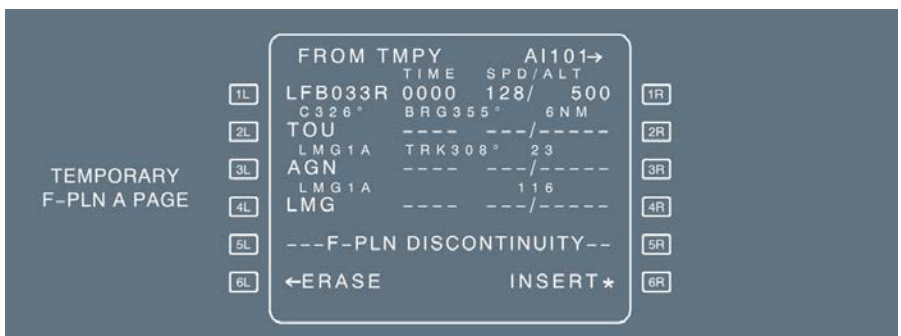 FROM TMPY AI101→
TIME SPD/ALT
1L LFB033R 0000 128/ 500 1R
C326° BRG355° 6NM
2L TOU ---- ---/----- 2R
LMG1A TRK308° 23
TEMPORARY
F-PLN A PAGE
3L AGN ---- ---/----- 3R
LMG1A 116
4L LMG ---- ---/----- 4R
5L ---F-PLN DISCONTINUITY-- 5R
6L ←ERASE INSERT* 6R